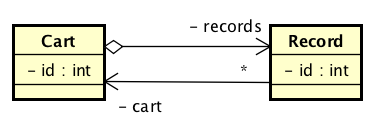 - records
Cart
Record
- id : int
- id : int
*
- cart